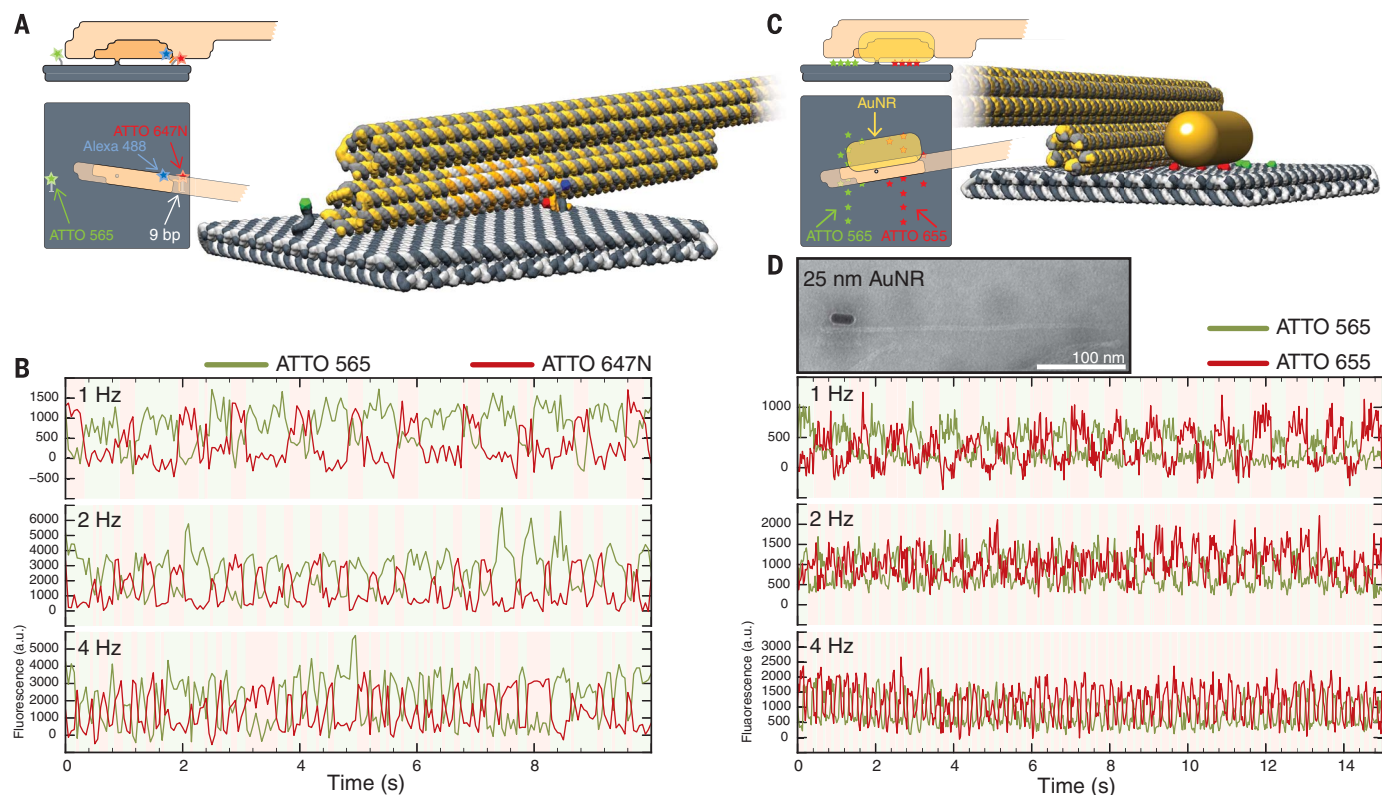 A
ATTO 647N
Alexa 488
ATTO 565
9 bp
B
ATTO 565
ATTO 647N
1 Hz
1500
1000
500
0
−500
2 Hz
6000
5000
4000
3000
2000
1000
0
4 Hz
5000
4000
3000
2000
1000
0
Fluorescence (a.u.)
0
2
4
6
8
Time (s)
C
AuNR
ATTO 565
ATTO 655
D
25 nm AuNR
100 nm
ATTO 565
ATTO 655
1 Hz
1000
500
0
2 Hz
2000
1500
1000
500
0
4 Hz
3000
2500
2000
1500
1000
500
0
Fluaorescence (a.u.)
0
2
4
6
8
10
12
14
Time (s)